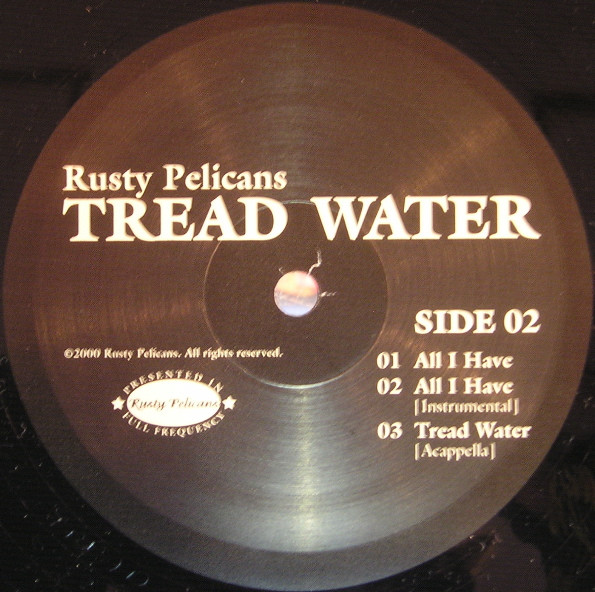 Rusty Pelicans
TREAD WATER
SIDE 02
01 All I Have
02 All I Have
[Instrumental]
03 Tread Water
[Acappella]
©2000 Rusty Pelicans. All rights reserved.
PRESENTED IN
Rusty Pelicans
FULL FREQUENCY